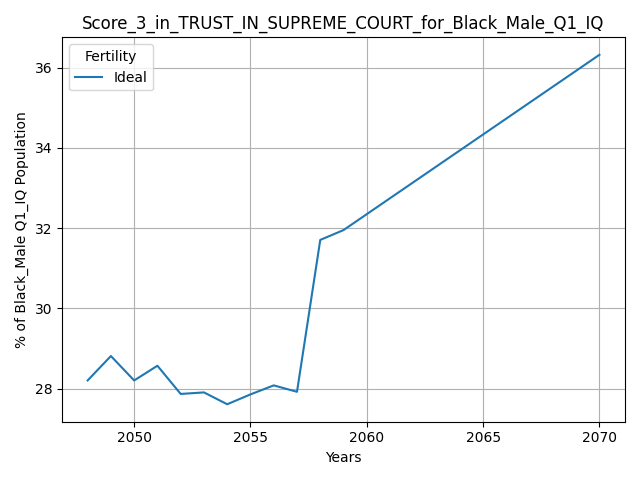 Score_3_in_TRUST_IN_SUPREME_COURT_for_Black_Male_Q1_IQ
Fertility
Ideal
% of Black_Male Q1_IQ Population
36
34
32
30
28
2050
2055
2060
2065
2070
Years